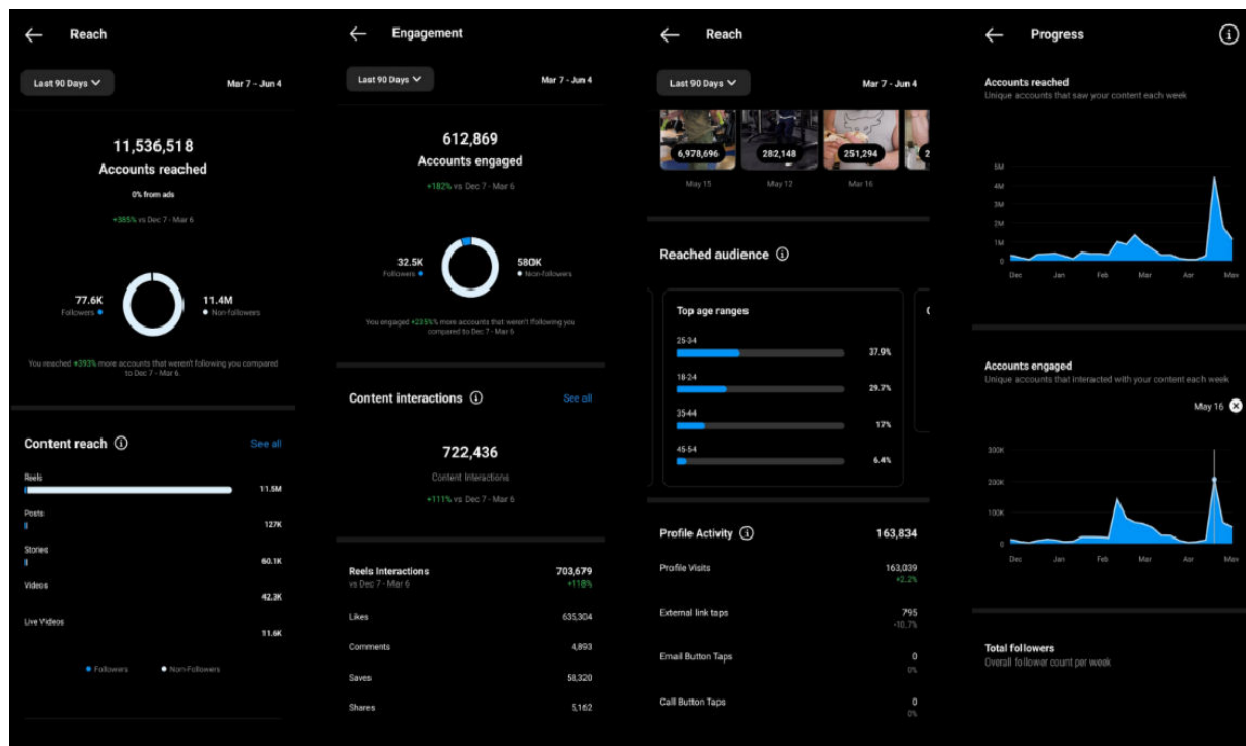 Reach
Last 90 Days
Mar 7 - Jun 4
11,536,518
Accounts reached
0% from ads
+385% vs Dec 7 - Mar 6
77.6K
Followers
11.4M
Non-followers
You reached +393% more accounts that weren't following you compared
to Dec 7 - Mar 6
Content reach
See all
Reels
11.5M
Posts
127K
Stories
60.1K
Videos
42.2K
Live Videos
11.6K
Followers
Non-Followers
Engagement
Last 90 Days
Mar 7 - Jun 4
612,869
Accounts engaged
+182% vs Dec 7 - Mar 6
32.5K
Followers
580K
Non-followers
You engaged +235% more accounts that weren't following you
compared to Dec 7 - Mar 6
Content interactions
See all
722,436
Content Interactions
+111% vs Dec 7 - Mar 6
Reels Interactions
703,679
vs Dec 7 - Mar 6
+118%
Likes
635,304
Comments
4,893
Saves
58,320
Shares
5,162
Reach
Last 90 Days
Mar 7 - Jun 4
6,978,696
282,148
251,294
2
May 15
May 12
Mar 16
Reached audience
Top age ranges
25-34
37.9%
18-24
29.7%
35-44
17%
45-54
6.4%
Profile Activity
163,834
Profile Visits
163,039
+2.2%
External link taps
795
-10.7%
Email Button Taps
0
0%
Call Button Taps
0
0%
Progress
Accounts reached
Unique accounts that saw your content each week
5M
4M
3M
2M
1M
0
Dec
Jan
Feb
Mar
Apr
May
Accounts engaged
Unique accounts that interacted with your content each week
May 16
300K
200K
100K
0
Dec
Jan
Feb
Mar
Apr
May
Total followers
Overall follower count per week